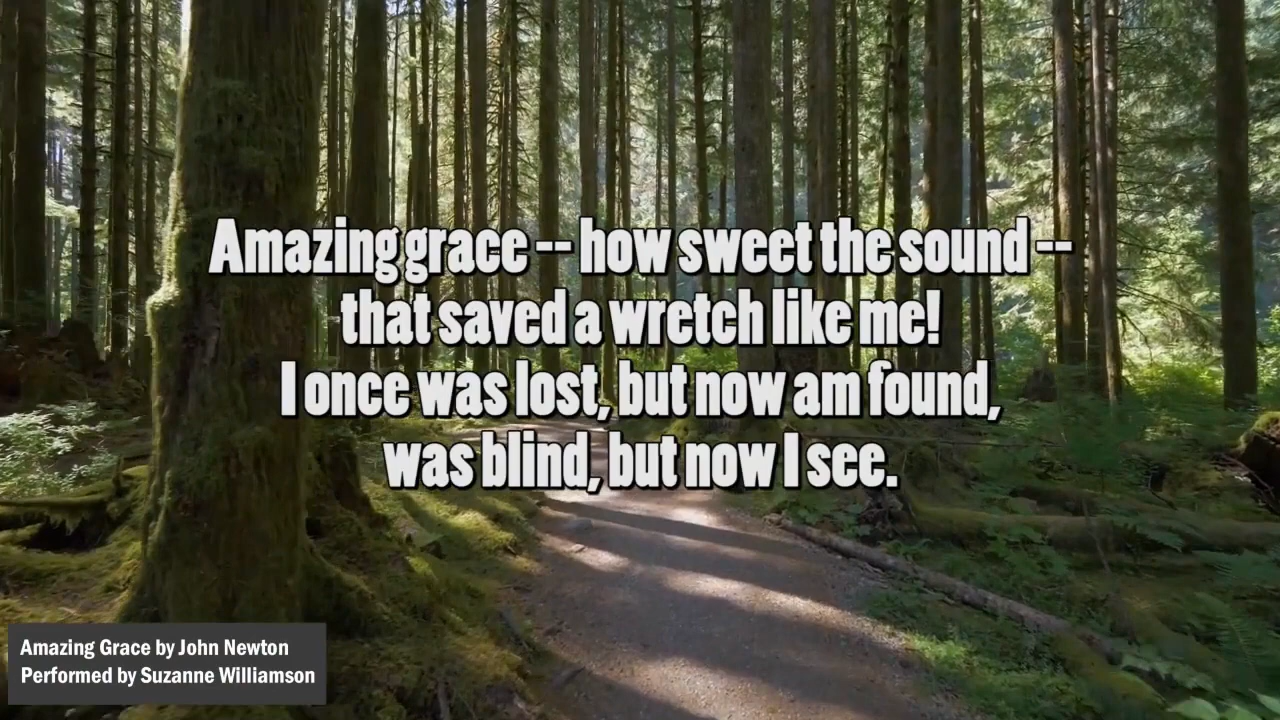 Amazing grace -- how sweet the sound --
that saved a wretch like me!
I once was lost, but now am found,
was blind, but now I see.
Amazing Grace by John Newton
Performed by Suzanne Williamson